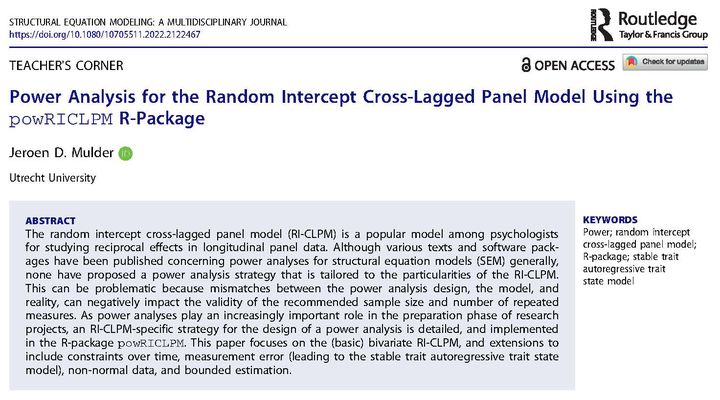 STRUCTURAL EQUATION MODELING: A MULTIDISCIPLINARY JOURNAL
https://doi.org/10.1080/10705511.2022.2122467
ROUTLEDGE
Routledge
Taylor & Francis Group
TEACHER'S CORNER
OPEN ACCESS
Check for updates
Power Analysis for the Random Intercept Cross-Lagged Panel Model Using the
powRICLPM R-Package
Jeroen D. Mulder iD
Utrecht University
ABSTRACT
The random intercept cross-lagged panel model (RI-CLPM) is a popular model among psychologists
for studying reciprocal effects in longitudinal panel data. Although various texts and software pack-
ages have been published concerning power analyses for structural equation models (SEM) generally,
none have proposed a power analysis strategy that is tailored to the particularities of the RI-CLPM.
This can be problematic because mismatches between the power analysis design, the model, and
reality, can negatively impact the validity of the recommended sample size and number of repeated
measures. As power analyses play an increasingly important role in the preparation phase of research
projects, an RI-CLPM-specific strategy for the design of a power analysis is detailed, and implemented
in the R-package powRICLPM. This paper focuses on the (basic) bivariate RI-CLPM, and extensions to
include constraints over time, measurement error (leading to the stable trait autoregressive trait state
model), non-normal data, and bounded estimation.
KEYWORDS
Power; random intercept
cross-lagged panel model;
R-package; stable trait
autoregressive trait
state model